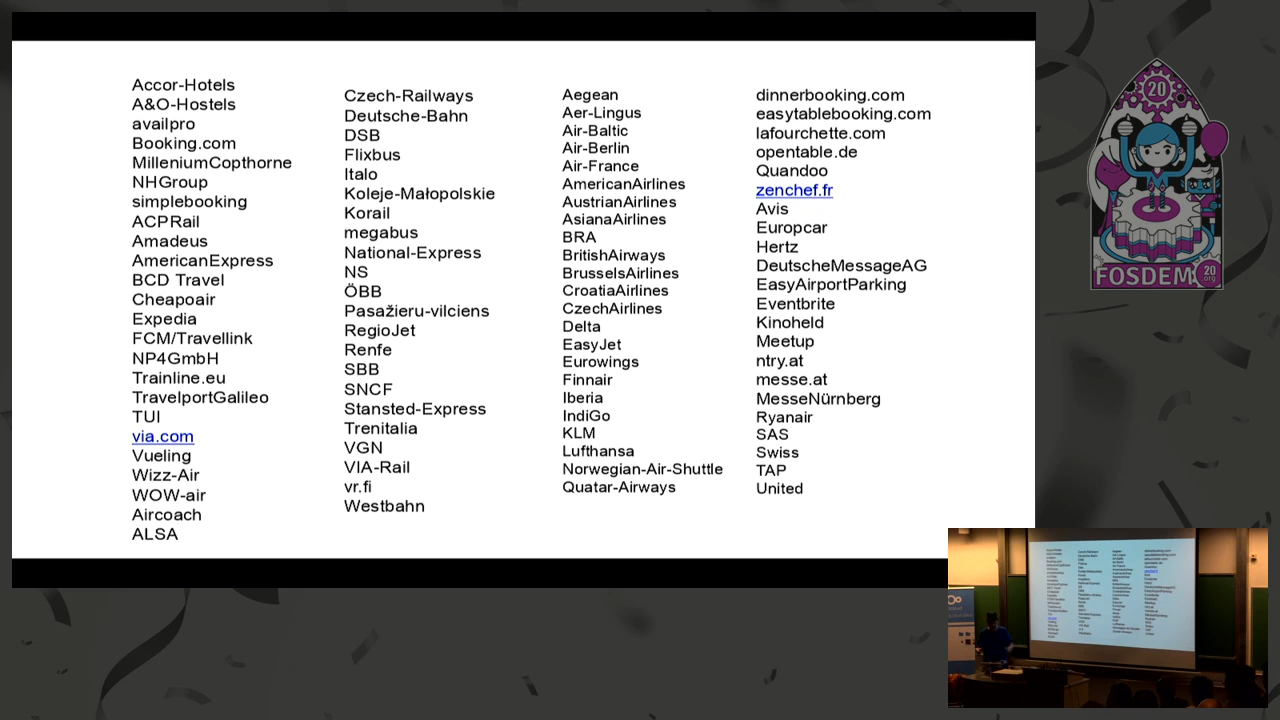 Accor-Hotels
A&O-Hostels
availpro
Booking.com
MilleniumCopthorne
NHGroup
simplebooking
ACPRail
Amadeus
AmericanExpress
BCD Travel
Cheapoair
Expedia
FCM/Travellink
NP4GmbH
Trainline.eu
TravelportGalileo
TUI
via.com
Vueling
Wizz-Air
WOW-air
Aircoach
ALSA
Czech-Railways
Deutsche-Bahn
DSB
Flixbus
Italo
Koleje-Małopolskie
Korail
megabus
National-Express
NS
ÖBB
Pasažieru-vilciens
RegioJet
Renfe
SBB
SNCF
Stansted-Express
Trenitalia
VGN
VIA-Rail
vr.fi
Westbahn
Aegean
Aer-Lingus
Air-Baltic
Air-Berlin
Air-France
AmericanAirlines
AustrianAirlines
AsianaAirlines
BRA
BritishAirways
BrusselsAirlines
CroatiaAirlines
CzechAirlines
Delta
EasyJet
Eurowings
Finnair
Iberia
IndiGo
KLM
Lufthansa
Norwegian-Air-Shuttle
Quatar-Airways
dinnerbooking.com
easytablebooking.com
lafourchette.com
opentable.de
Quandoo
zenchef.fr
Avis
Europcar
Hertz
DeutscheMessageAG
EasyAirportParking
Eventbrite
Kinoheld
Meetup
ntry.at
messe.at
MesseNürnberg
Ryanair
SAS
Swiss
TAP
United
20
FOSDEM
20
.org